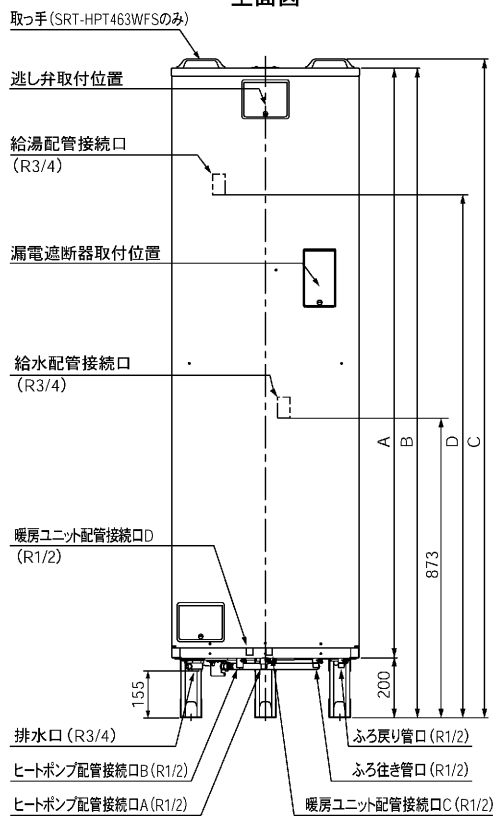 正面図
取っ手(SRT-HPT463WFSのみ)
逃し弁取付位置
給湯配管接続口
(R3/4)
漏電遮断器取付位置
給水配管接続口
(R3/4)
A
B
D
C
873
暖房ユニット配管接続口D
(R1/2)
155
200
排水口(R3/4)
ふろ戻り管口(R1/2)
ヒートポンプ配管接続口B(R1/2)
ふろ往き管口(R1/2)
ヒートポンプ配管接続口A(R1/2)
暖房ユニット配管接続口C(R1/2)